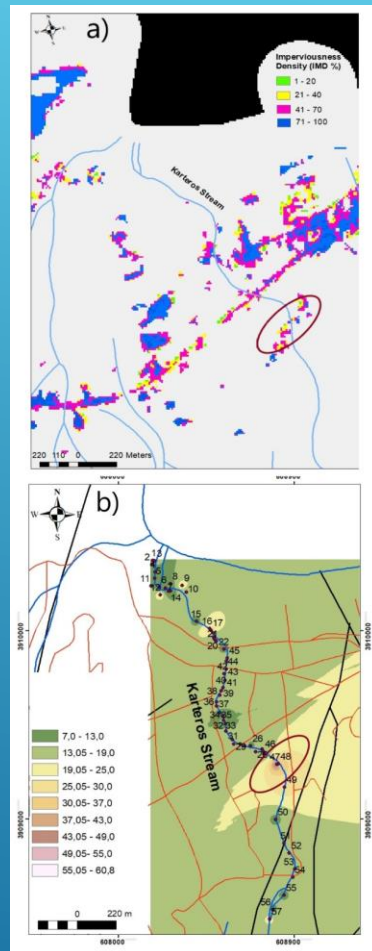 a)
Imperviousness
Density (IMD %)
1 - 20
21 - 40
41 - 70
71 - 100
Karteros Stream
220 110 0 220 Meters
b)
N
W E
S
13
2
11
8
9
10
14
15
16 17
20
22
45
44
43
40
41
38
39
36
37
34 35
32 33
31
29
26
46
47 48
49
50
51
52
53
54
55
56
57
Karteros Stream
3910000
3909000
7,0 - 13,0
13,05 - 19,0
19,05 - 25,0
25,05 - 30,0
30,05 - 37,0
37,05 - 43,0
43,05 - 49,0
49,05 - 55,0
55,05 - 60,8
0 220 m